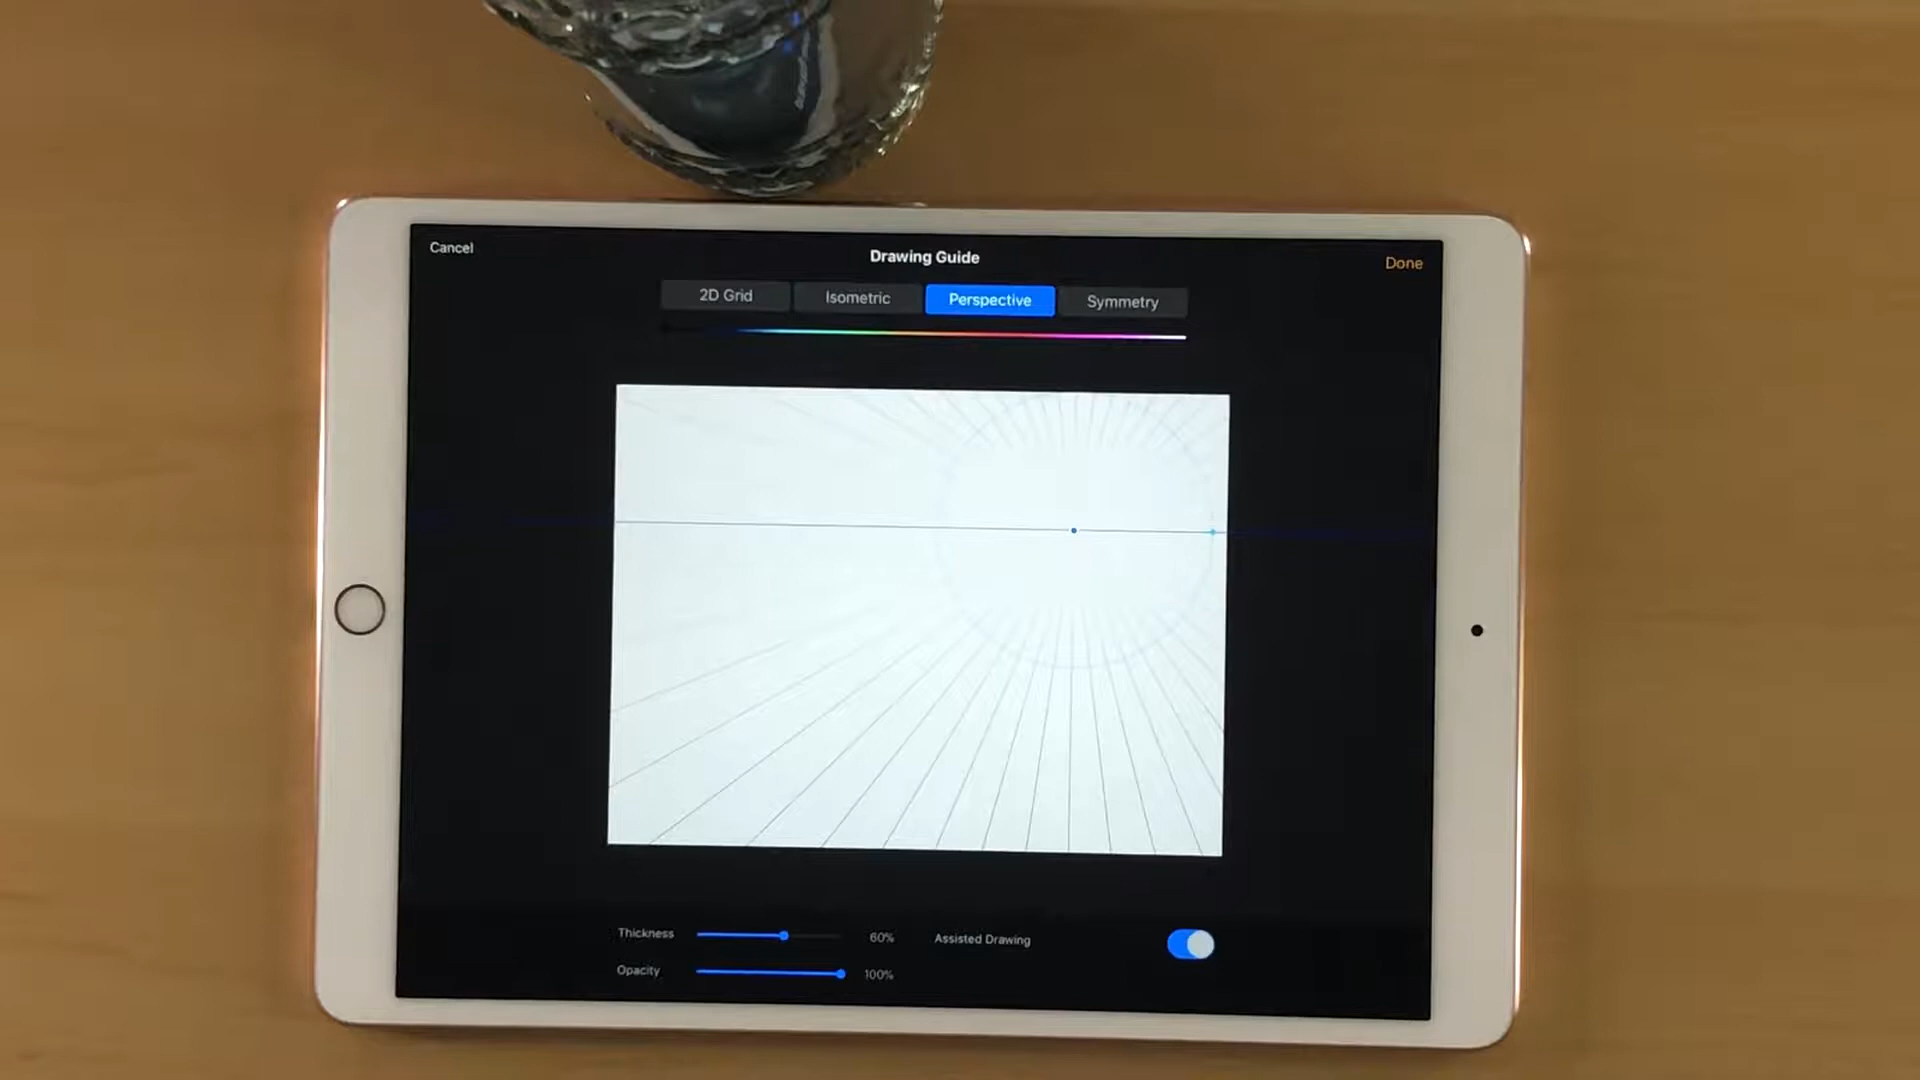 Cancel
Drawing Guide
Done
2D Grid
Isometric
Perspective
Symmetry
Thickness
60%
Assisted Drawing
Opacity
100%